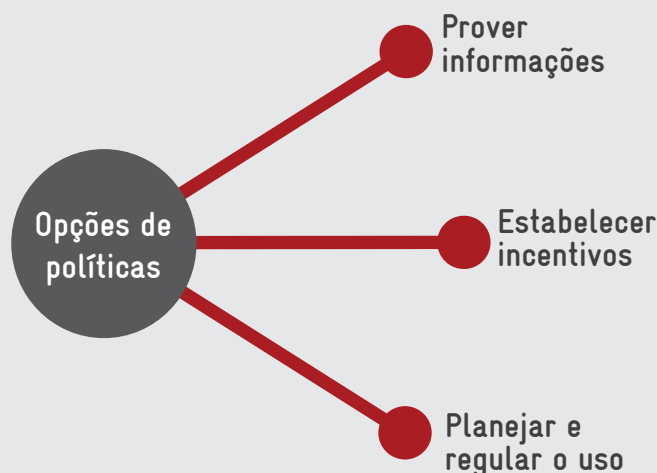 Prover
informações
Opções de
políticas
Estabelecer
incentivos
Planejar e
regular o uso